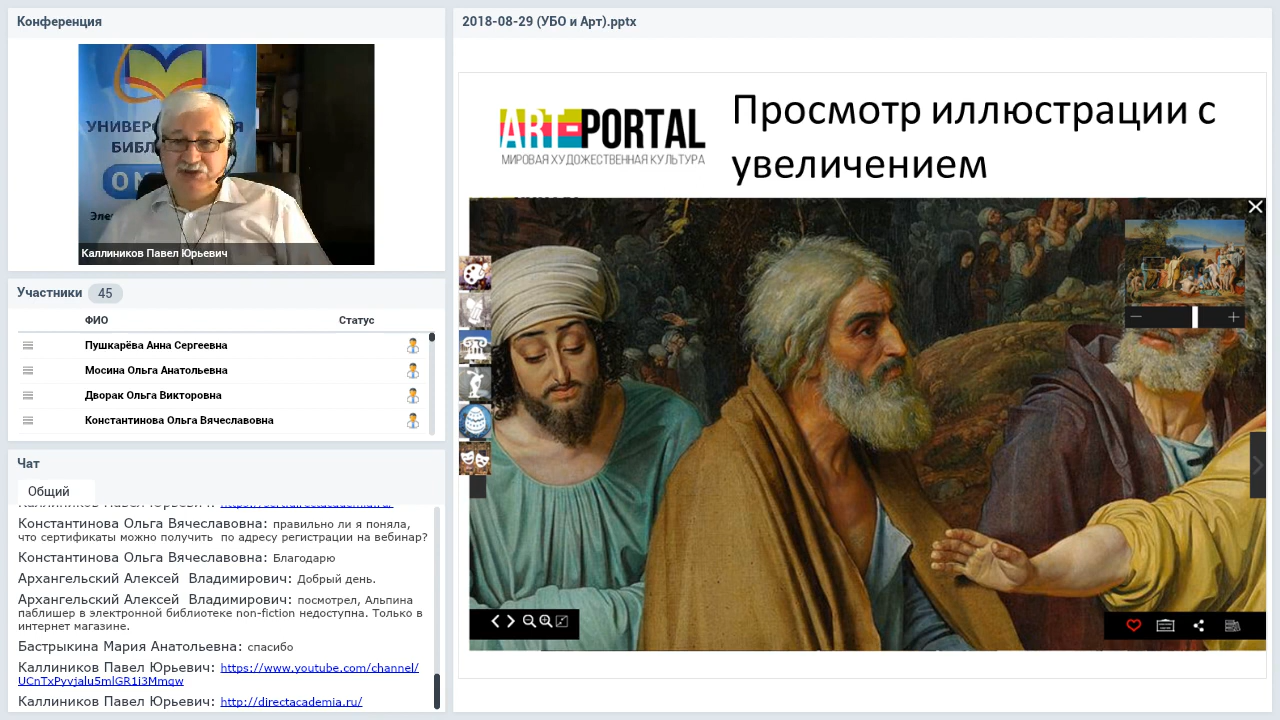 Конференция
УНИВЕР
БИБЛ
Эле
Каллиников Павел Юрьевич
Участники 45
ФИО Статус
Пушкарёва Анна Сергеевна
Мосина Ольга Анатольевна
Дворак Ольга Викторовна
Константинова Ольга Вячеславовна
Чат
Общий
Константинова Ольга Вячеславовна: правильно ли я поняла,
что сертификаты можно получить по адресу регистрации на вебинар?
Константинова Ольга Вячеславовна: Благодарю
Архангельский Алексей Владимирович: Добрый день.
Архангельский Алексей Владимирович: посмотрел, Альпина
паблишер в электронной библиотеке non-fiction недоступна. Только в
интернет магазине.
Бастрыкина Мария Анатольевна: спасибо
Каллиников Павел Юрьевич: https://www.youtube.com/channel/
UCnTxPyvjalu5mlGR1i3Mmqw
Каллиников Павел Юрьевич: http://directacademia.ru/
2018-08-29 (УБО и Арт).pptx
ART-PORTAL
МИРОВАЯ ХУДОЖЕСТВЕННАЯ КУЛЬТУРА
Просмотр иллюстрации с
увеличением